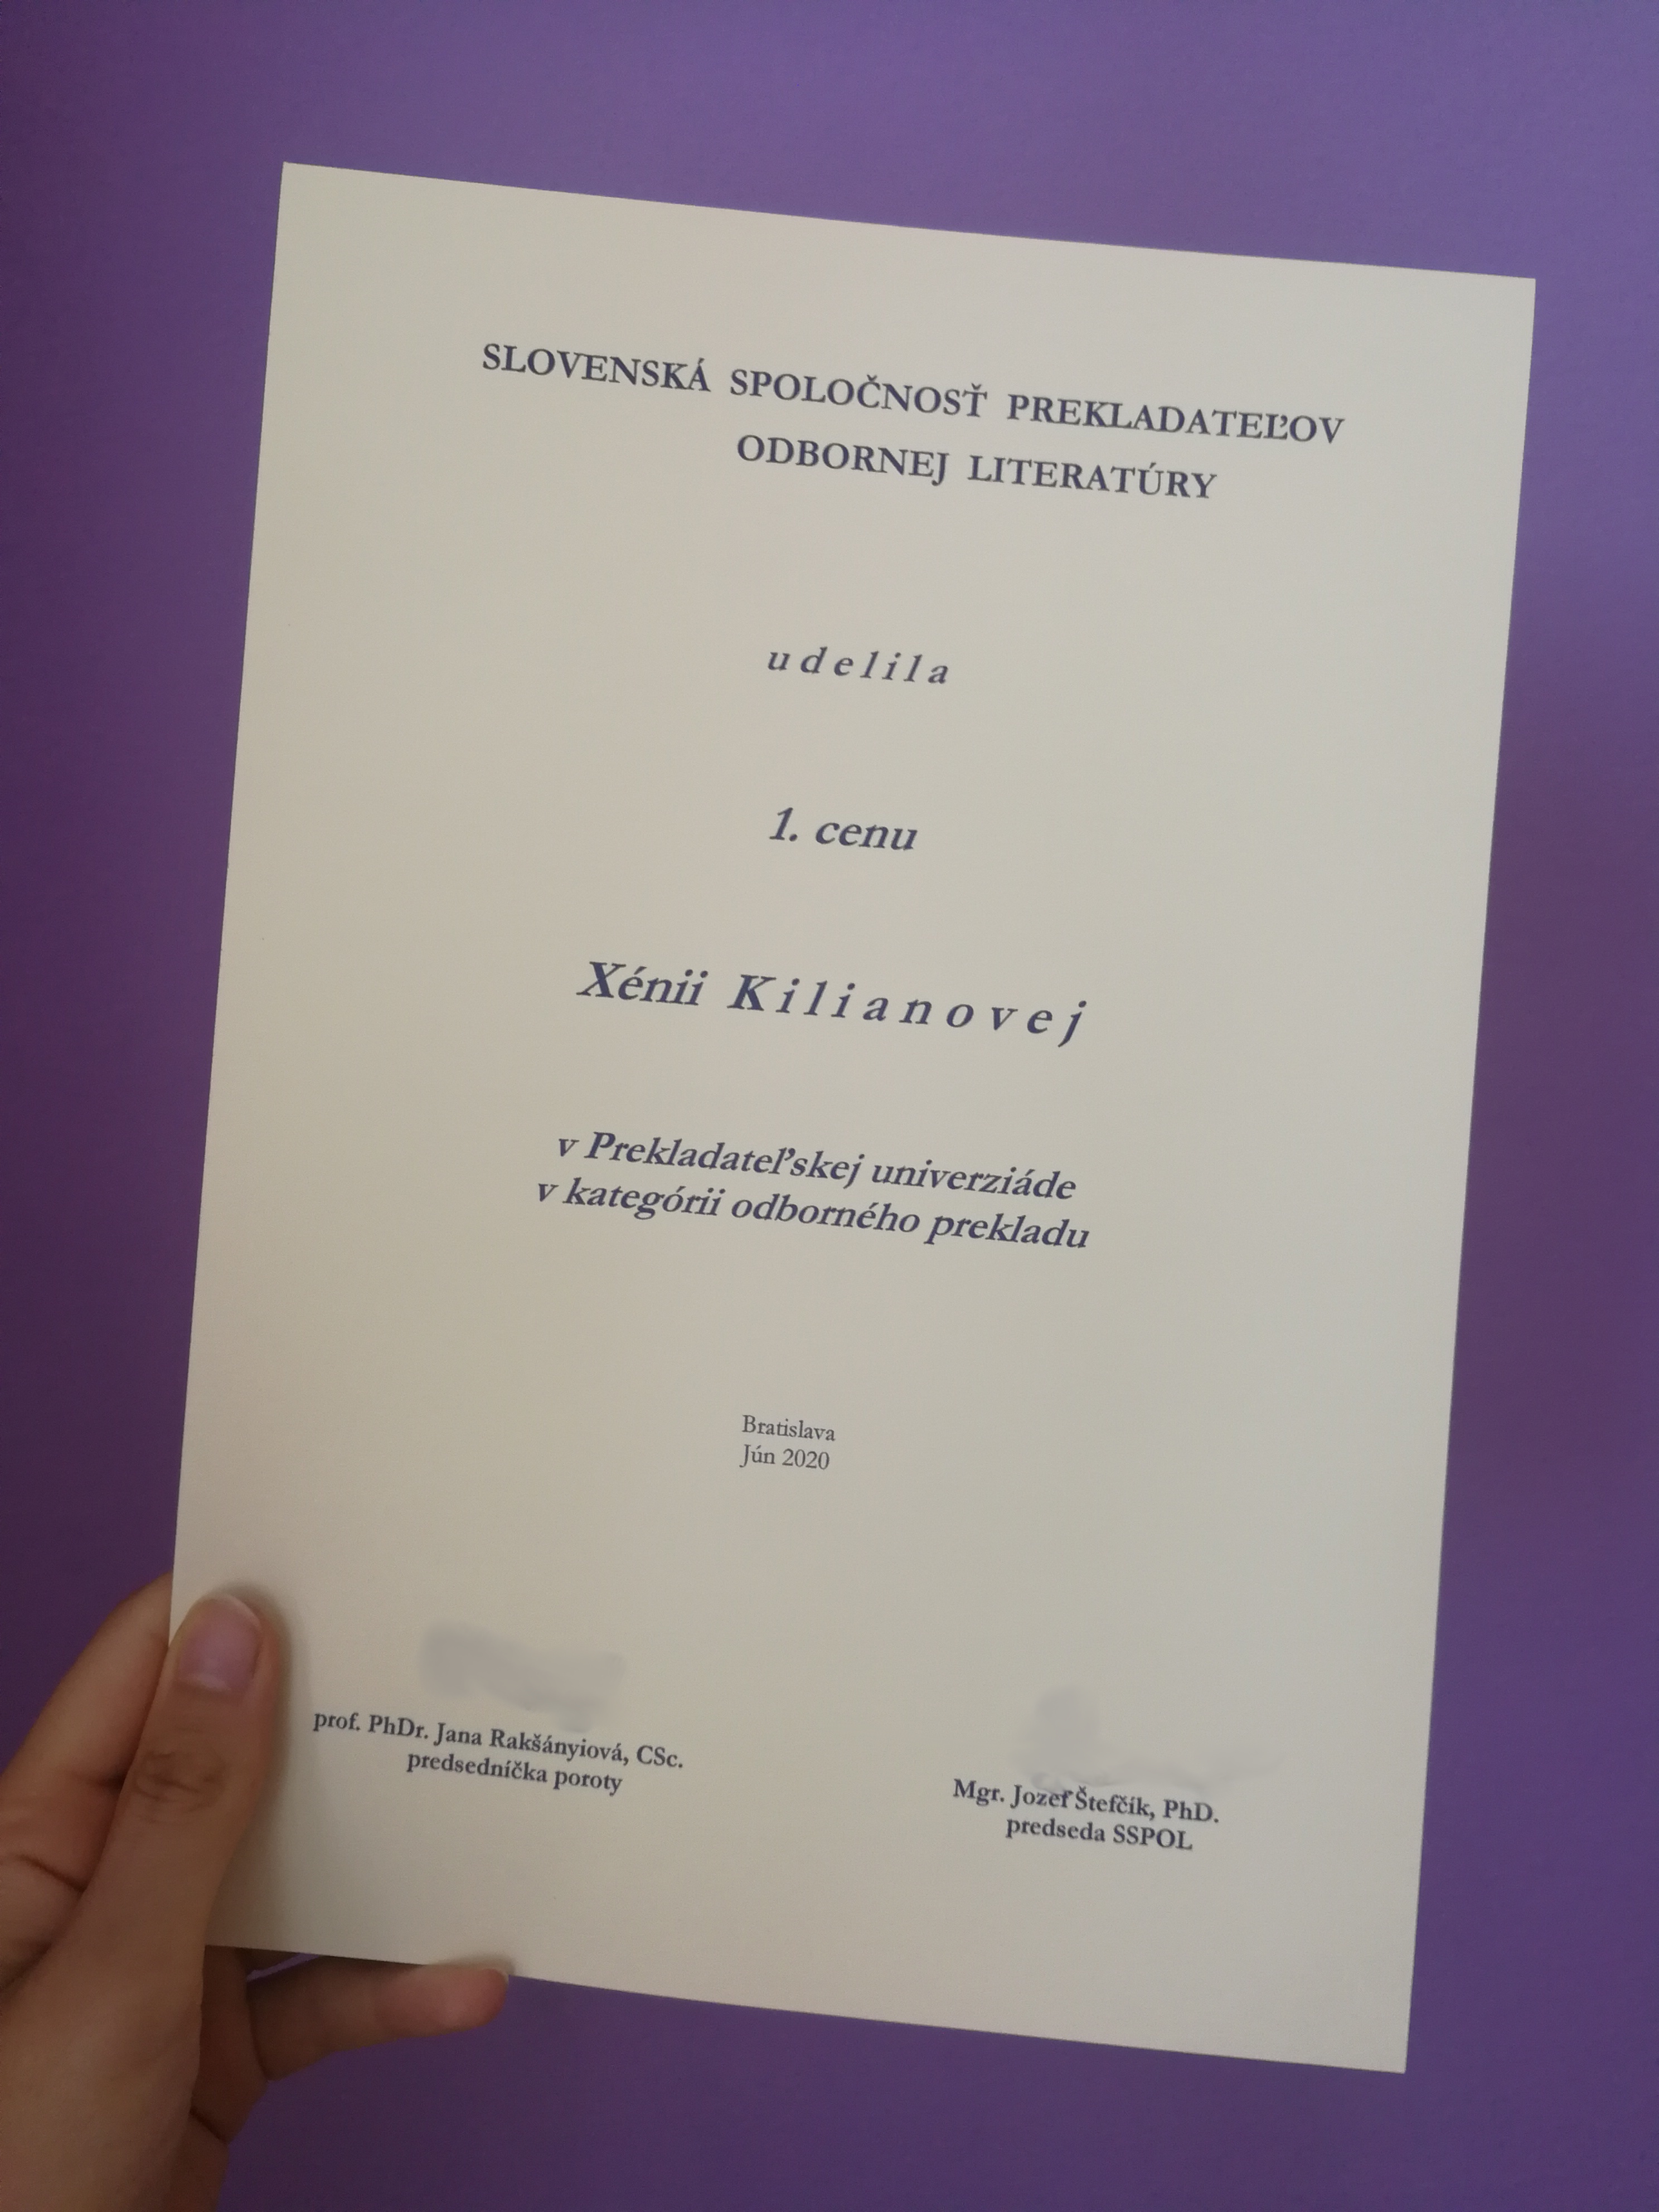 SLOVENSKÁ SPOLOČNOSŤ PREKLADATEĽOV
ODBORNEJ LITERATÚRY
udelila
1. cenu
Xénii Kilianovej
v Prekladateľskej univerziáde
v kategórii odborného prekladu
Bratislava
Jún 2020
prof. PhDr. Jana Rakšányiová, CSc.
predsedníčka poroty
Mgr. Jozef Štefčík, PhD.
predseda SSPOL